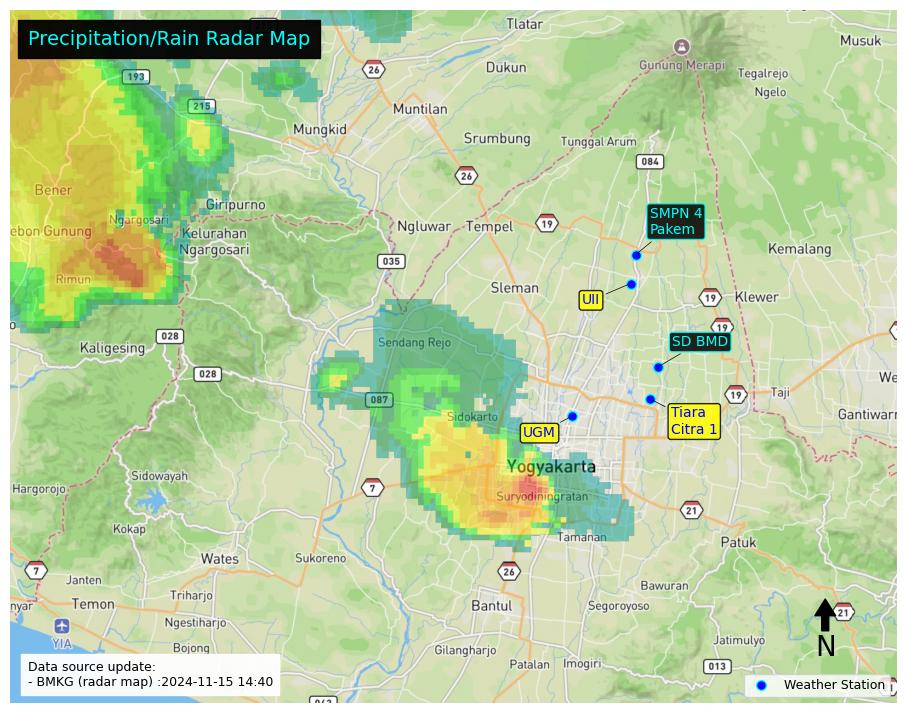 Precipitation/Rain Radar Map
Tlatar
Musuk
26
Dukun
Gunung Merapi
193
Tegalrejo
Ngelo
215
Muntilan
Mungkid
Srumbung
Tunggal Arum
084
26
Bener
Giripurno
SMPN 4
Pakem
Ngargosari
Ngluwar
Tempel
19
ebon Gunung
Kelurahan
Ngargosari
Kemalang
035
Rimun
Sleman
UII
19
Klewer
19
028
Sendang Rejo
SD BMD
Kaligesing
028
We
087
19
Taji
Sidokarto
Tiara
Citra 1
Gantiwarn
UGM
Yogyakarta
Sidowayah
Hargorojo
7
Suryodiningratan
21
Kokap
Tamanan
Patuk
Wates
Sukoreno
7
26
Janten
Bawuran
nyar
Temon
Triharjo
Bantul
Segoroyoso
21
YIA
Ngestiharjo
N
Jatimulyo
Bojong
Gilangharjo
Data source update:
- BMKG (radar map) :2024-11-15 14:40
Patalan
Imogiri
013
Weather Station